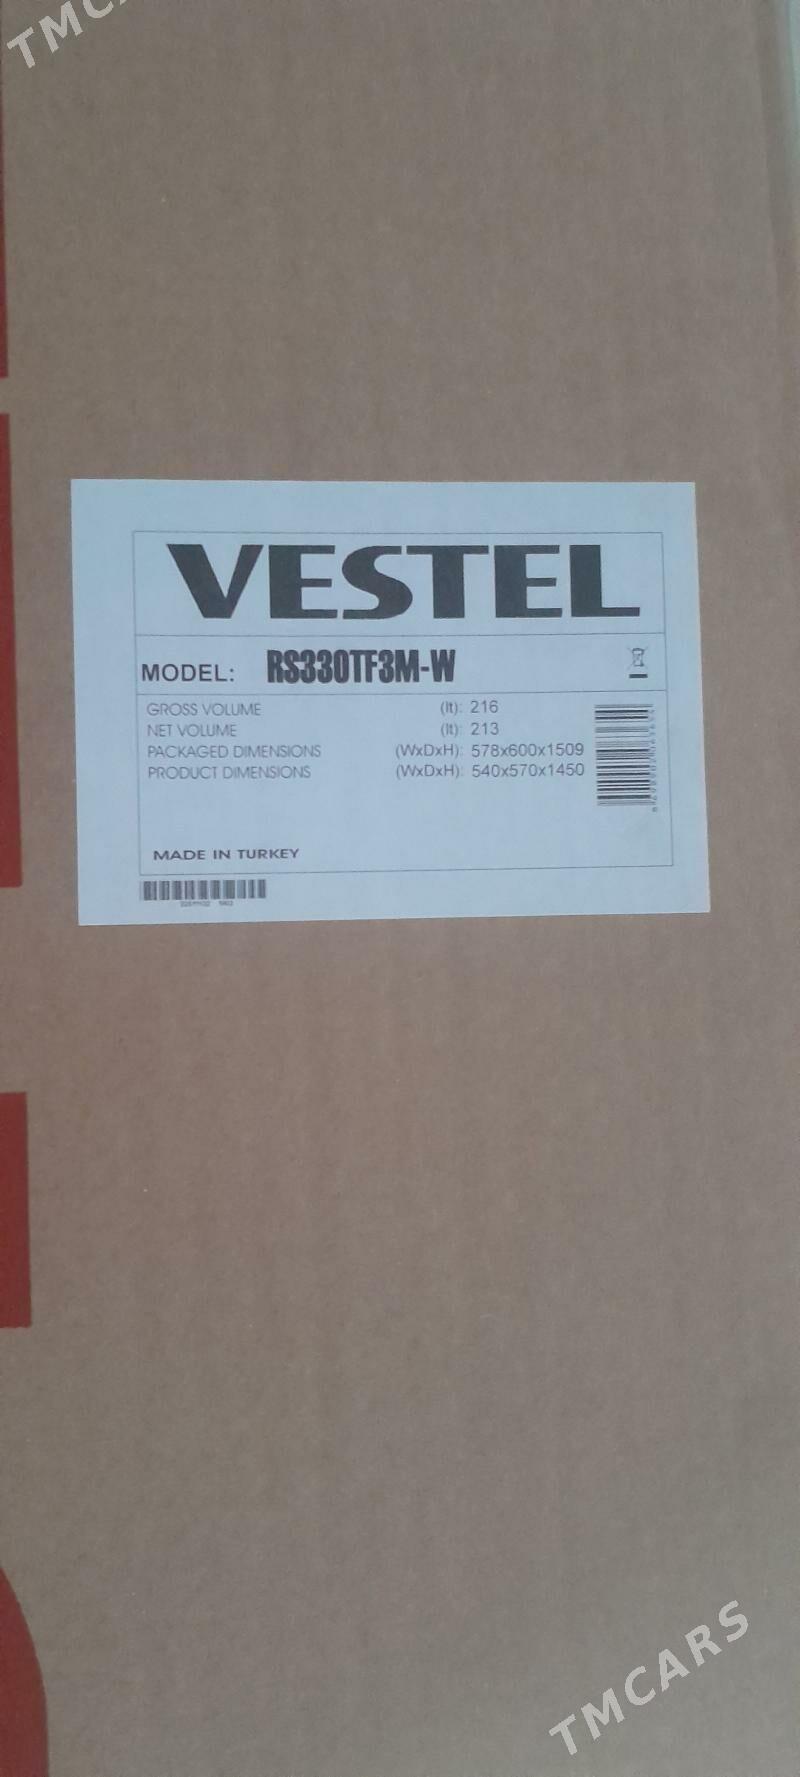 TMCA
VESTEL
MODEL: RS330TF3M-W
GROSS VOLUME (lt): 216
NET VOLUME (lt): 213
PACKAGED DIMENSIONS (WxDxH): 578x600x1509
PRODUCT DIMENSIONS (WxDxH): 540x570x1450
MADE IN TURKEY
TMCARS